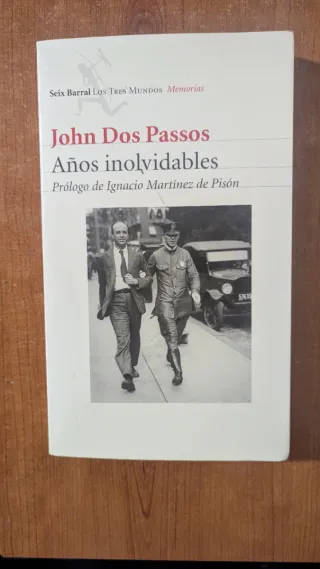 Seix Barral Los Tres Mundos Memorias
John Dos Passos
Años inolvidables
Prólogo de Ignacio Martínez de Pisón